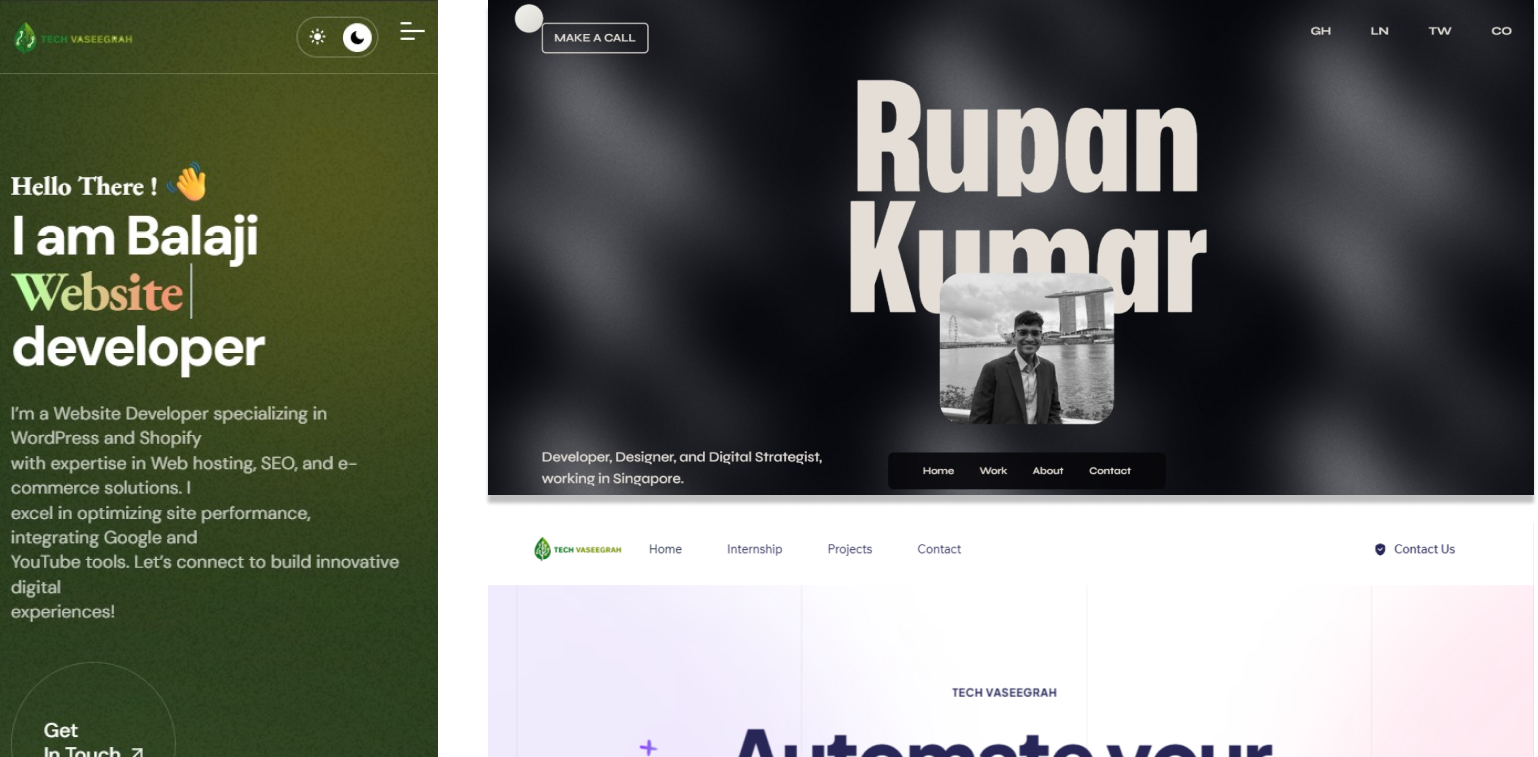 TECH VASEEGRAH
Hello There !
I am Balaji
Website
developer
I'm a Website Developer specializing in
WordPress and Shopify
with expertise in Web hosting, SEO, and e-
commerce solutions. I
excel in optimizing site performance,
integrating Google and
YouTube tools. Let's connect to build innovative
digital
experiences!
Get
In Touch
MAKE A CALL
GH LN TW CO
Rupan
Kumar
Developer, Designer, and Digital Strategist,
working in Singapore.
Home Work About Contact
TECH VASEEGRAH Home Internship Projects Contact Contact Us
TECH VASEEGRAH
Automate your